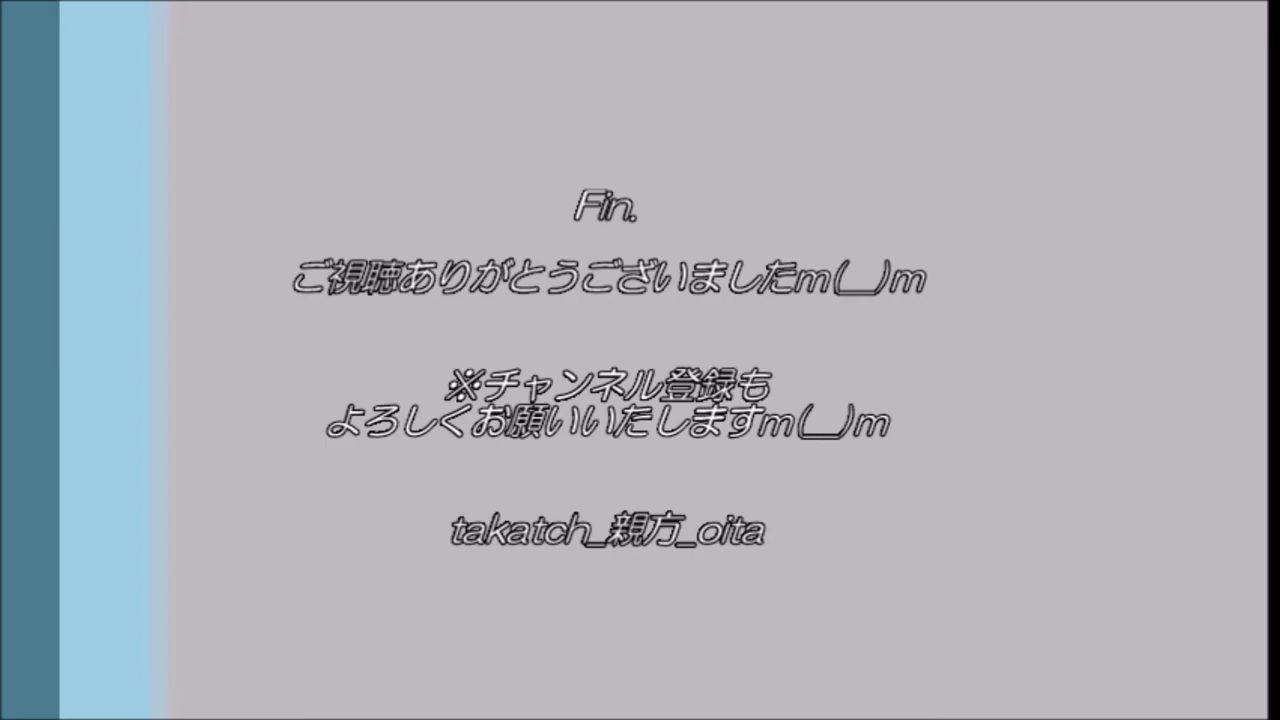 Fin.
ご視聴ありがとうございましたm(__)m
※チャンネル登録も
よろしくお願いいたしますm(__)m
takatch_親方_oita